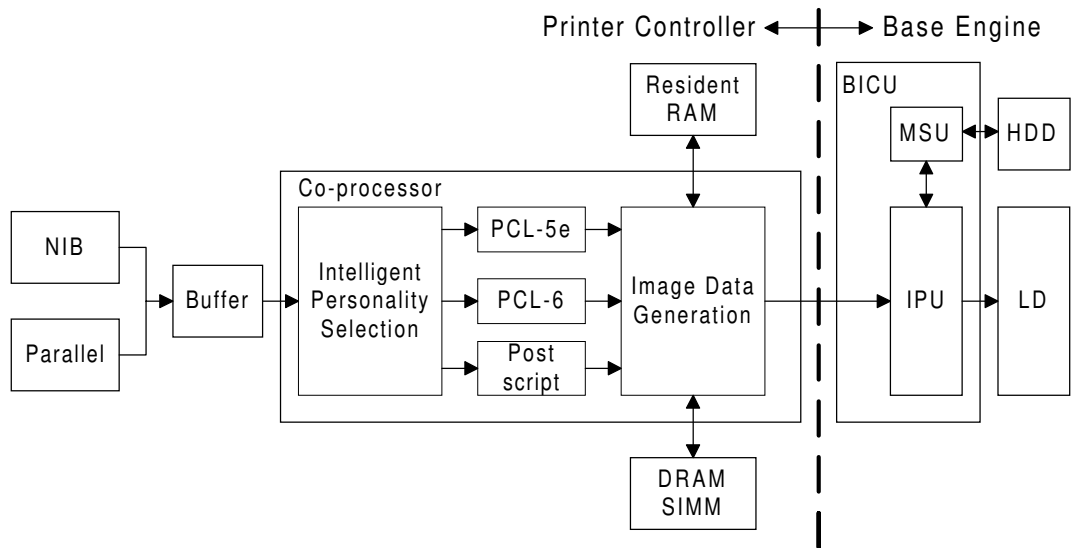 Printer Controller
Base Engine
Resident
RAM
BICU
MSU
HDD
Co-processor
NIB
Parallel
Buffer
Intelligent
Personality
Selection
PCL-5e
PCL-6
Post
script
Image Data
Generation
IPU
LD
DRAM
SIMM